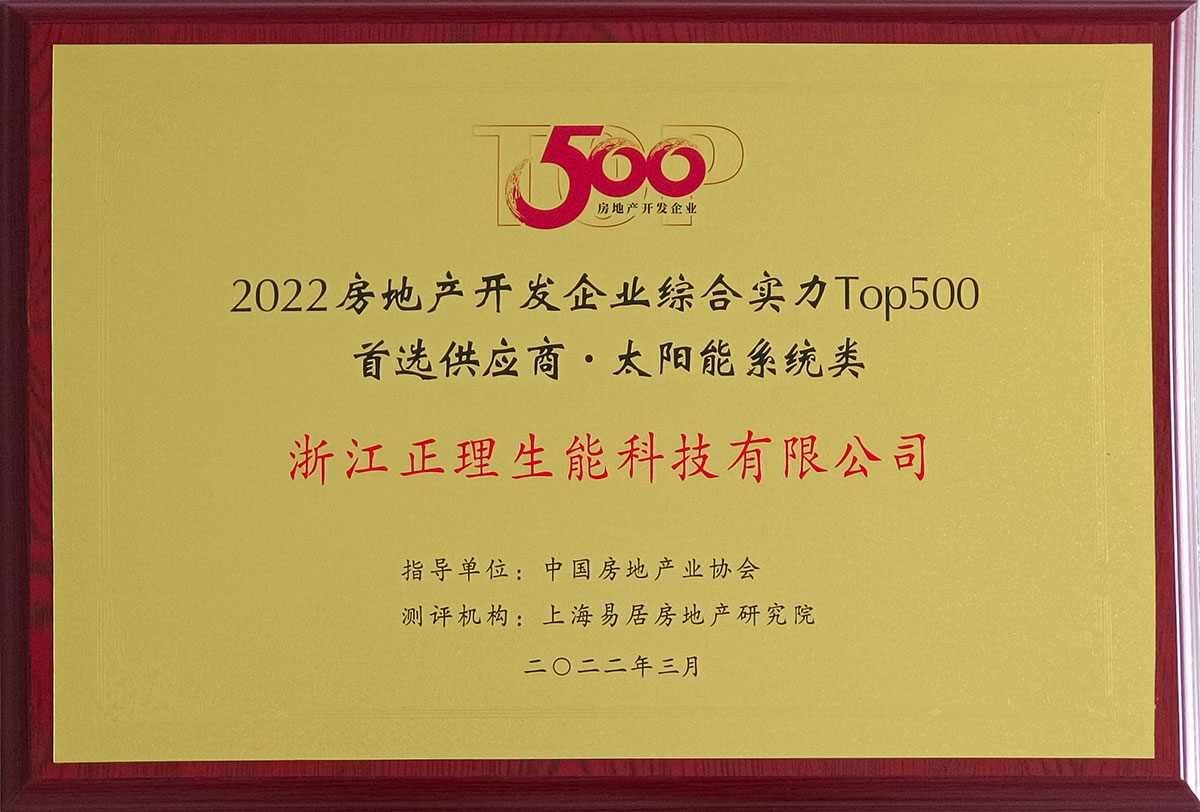 TOP
500
房地产开发企业
2022房地产开发企业综合实力Top500
首选供应商·太阳能系统类
浙江正理生能科技有限公司
指导单位：中国房地产业协会
测评机构：上海易居房地产研究院
二〇二二年三月